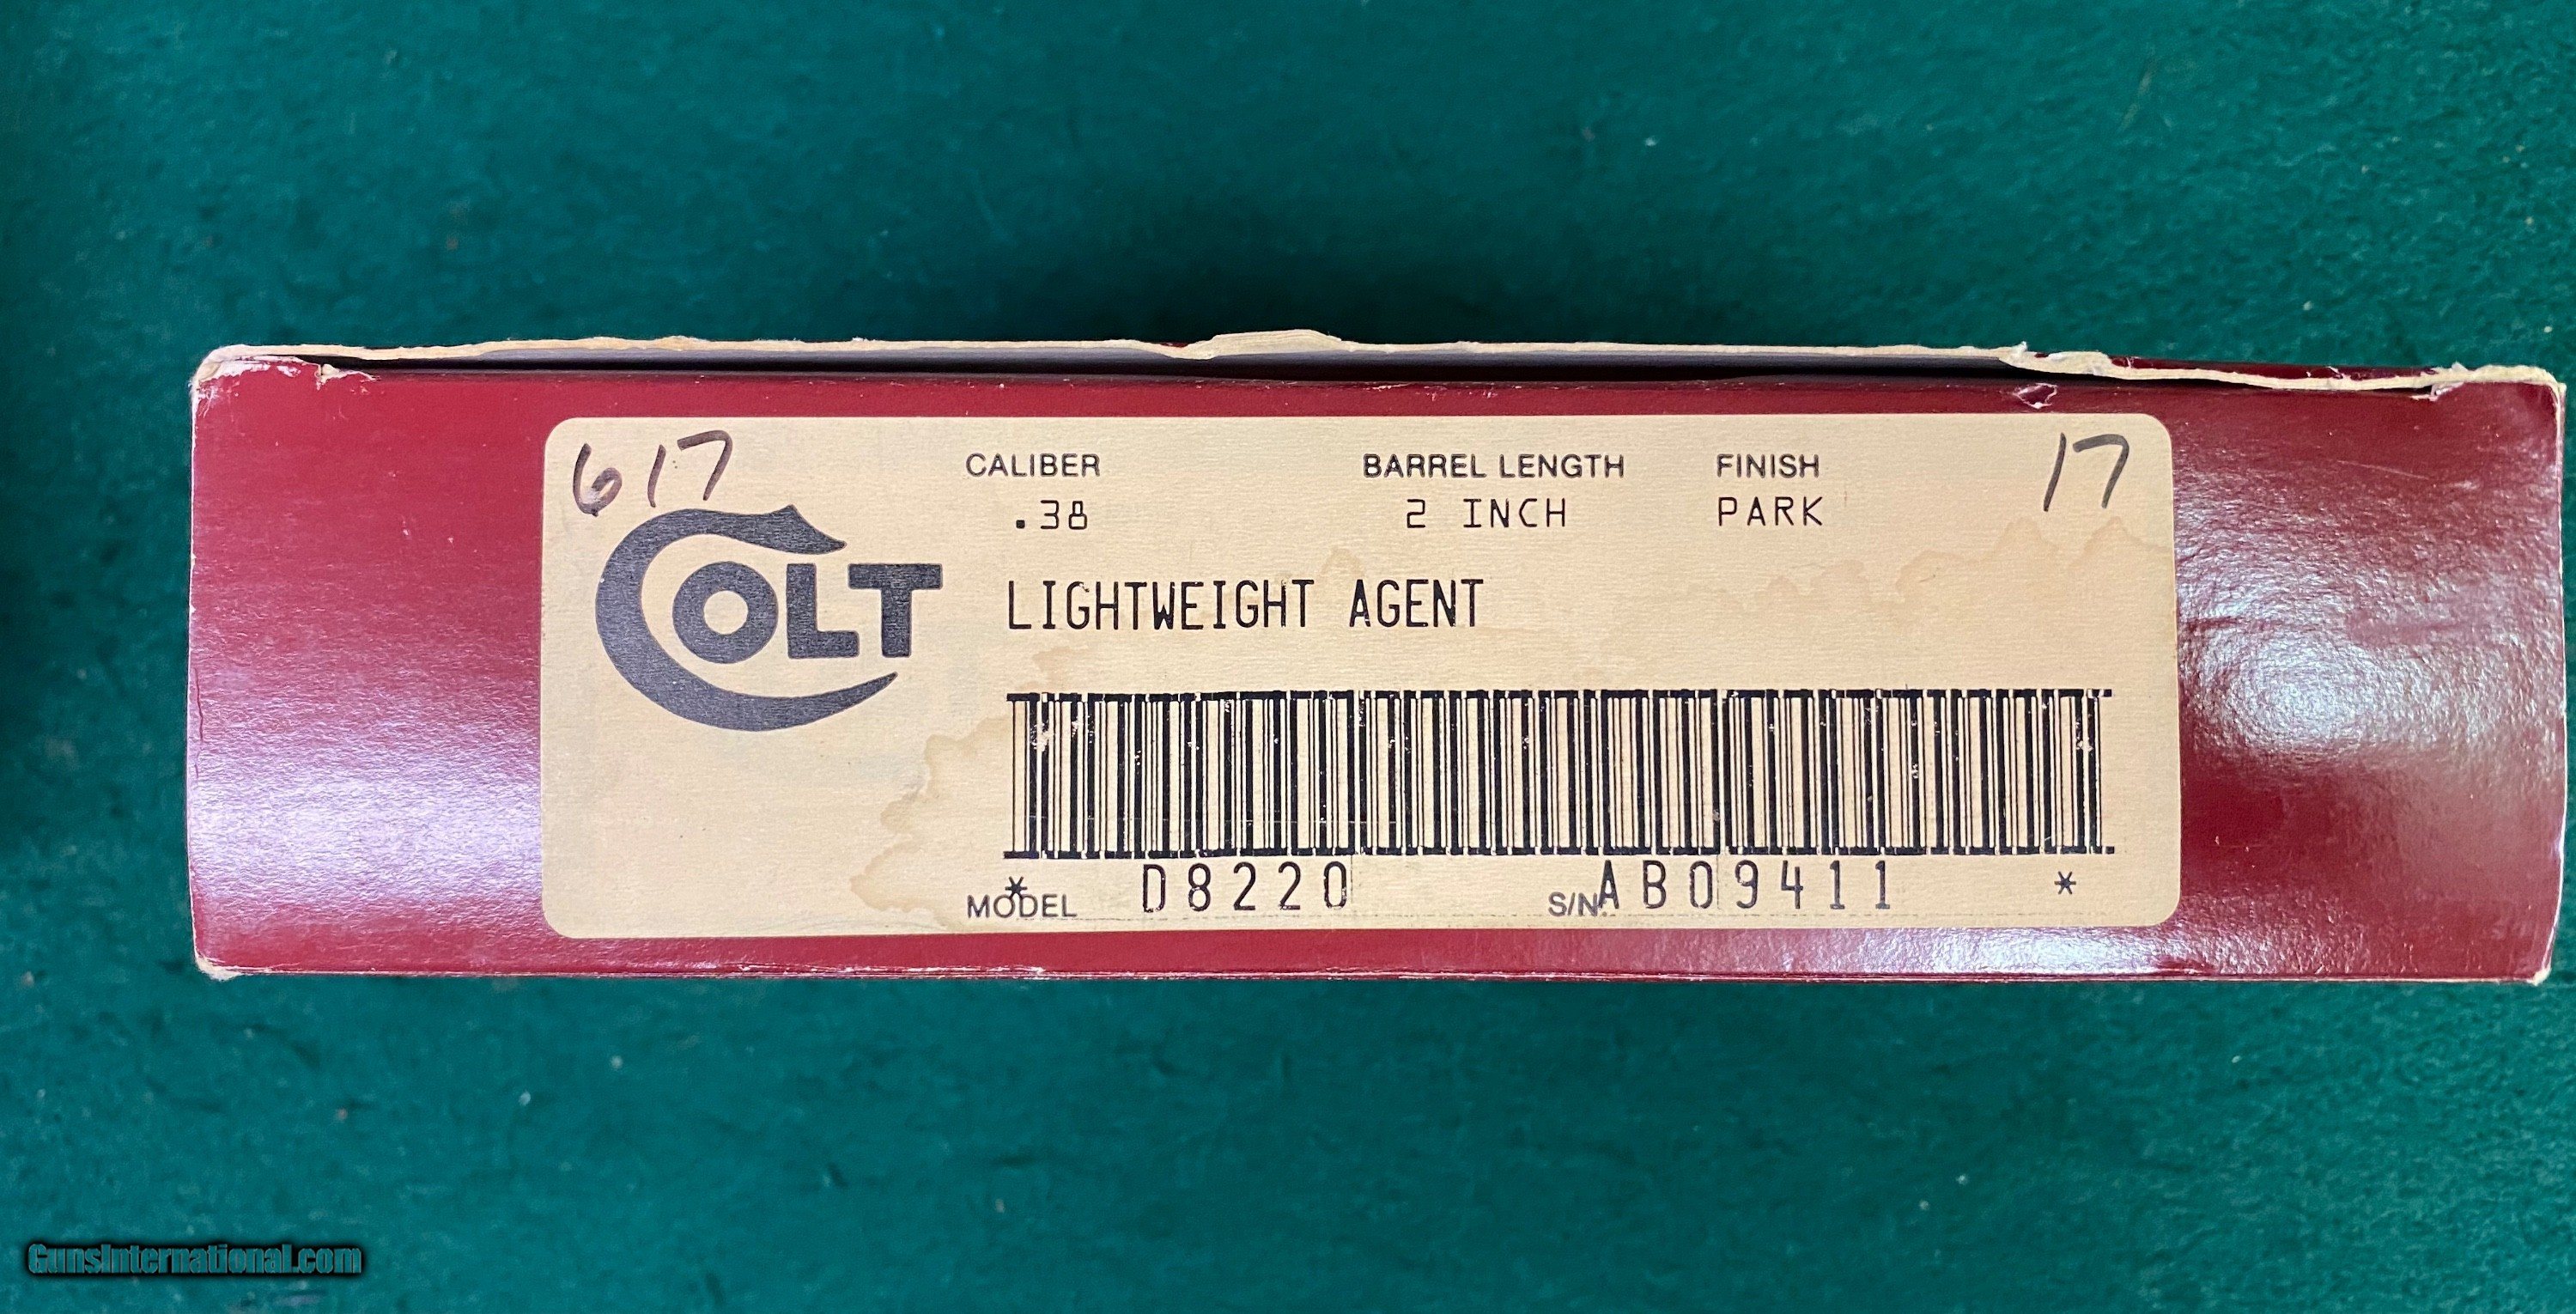 617
17
CALIBER BARREL LENGTH FINISH
.38 2 INCH PARK
COLT
LIGHTWEIGHT AGENT
* D8220 AB09411 *
MODEL S/N.
GunsInternational.com